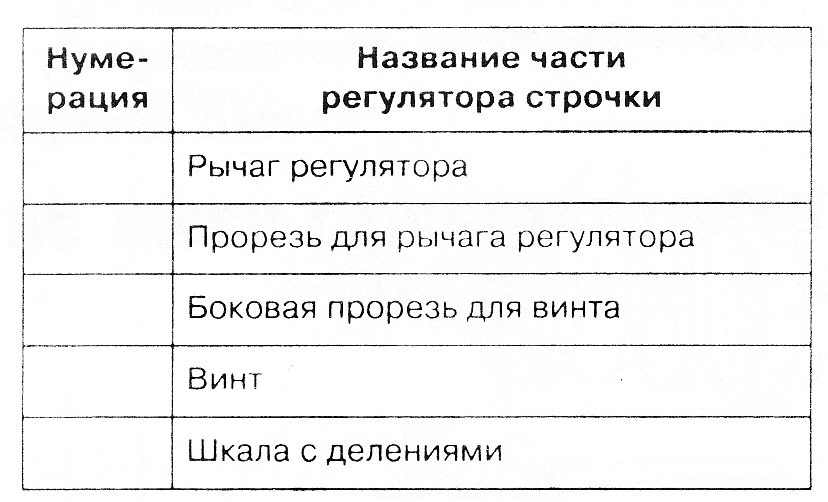 Нуме-
рация
Название части
регулятора строчки
Рычаг регулятора
Прорезь для рычага регулятора
Боковая прорезь для винта
Винт
Шкала с делениями